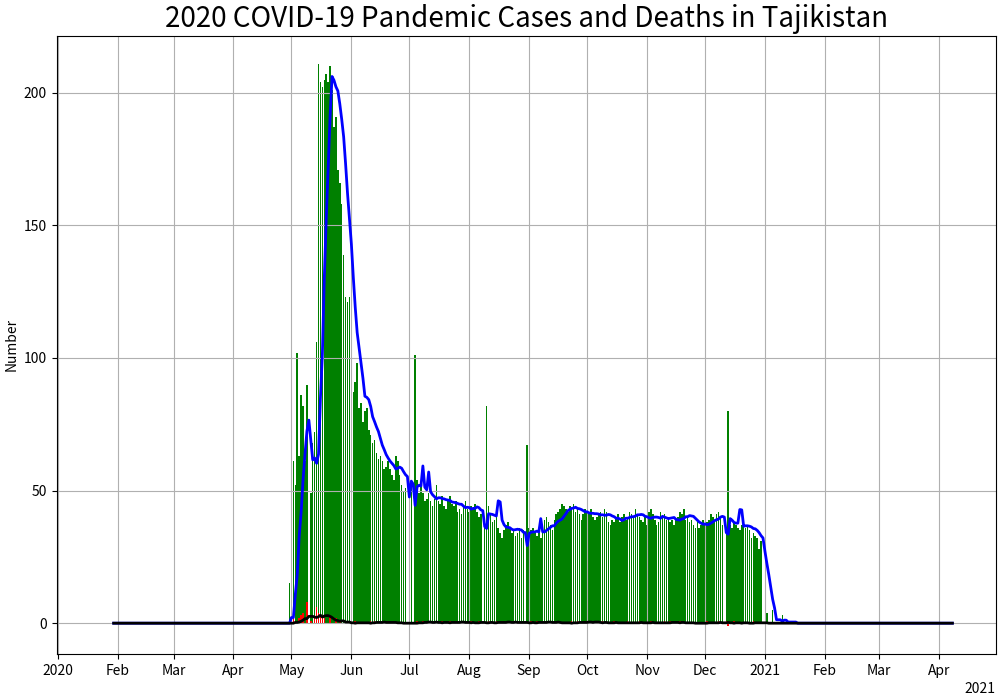 2020 COVID-19 Pandemic Cases and Deaths in Tajikistan
200
150
100
50
0
Number
2020 Feb Mar Apr May Jun Jul Aug Sep Oct Nov Dec 2021 Feb Mar Apr
2021